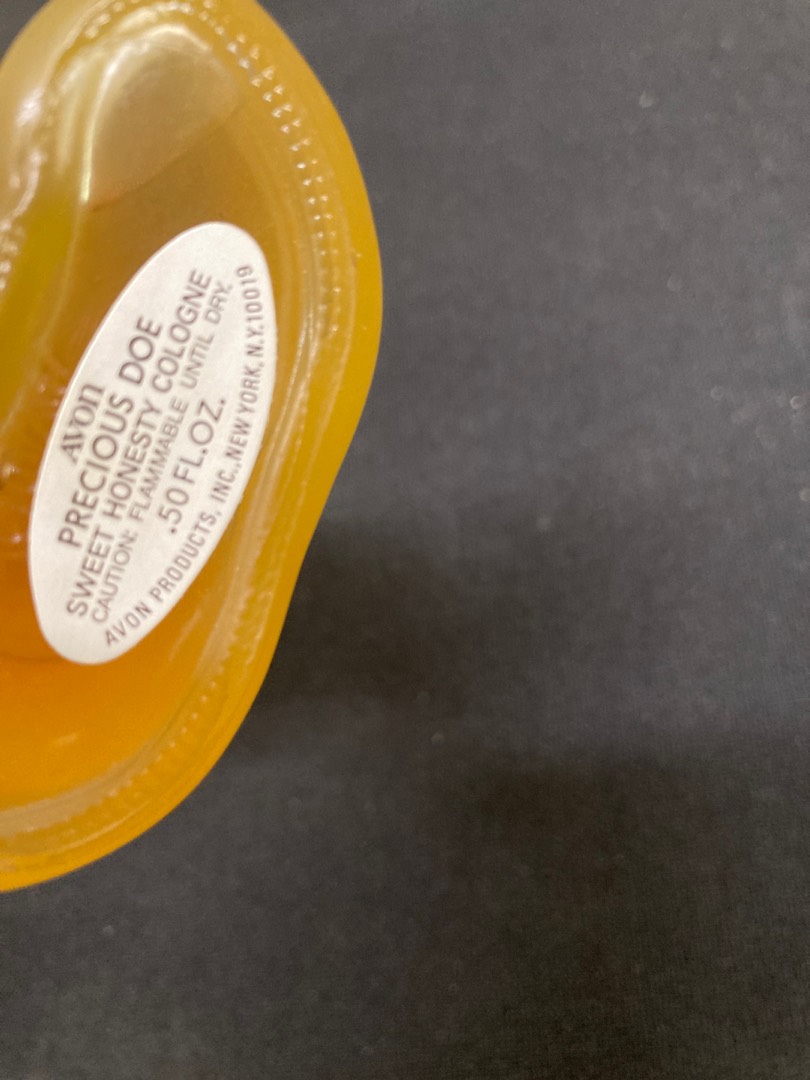 AVON
PRECIOUS DOE
SWEET HONESTY COLOGNE
CAUTION: FLAMMABLE UNTIL DRY.
.50 FL.OZ.
AVON PRODUCTS, INC., NEW YORK, N.Y. 10019